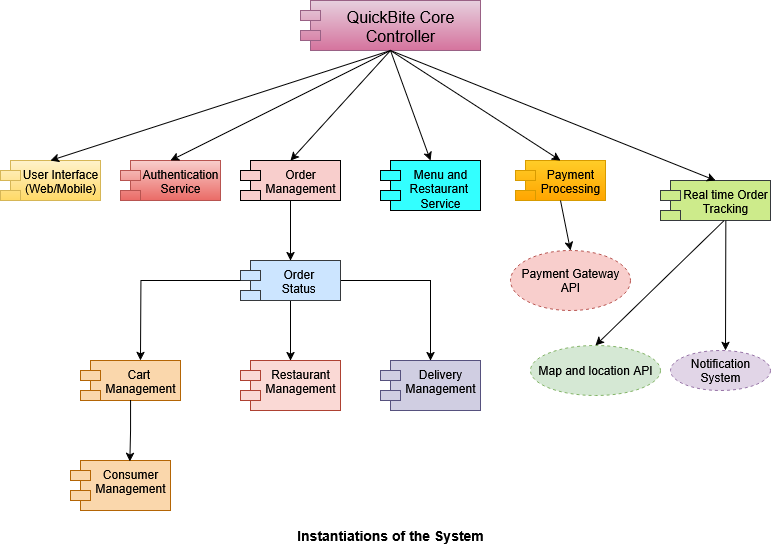 QuickBite Core
Controller
User Interface
(Web/Mobile)
Authentication
Service
Order
Management
Menu and
Restaurant
Service
Payment
Processing
Real time Order
Tracking
Order
Status
Payment Gateway
API
Cart
Management
Restaurant
Management
Delivery
Management
Map and location API
Notification
System
Consumer
Management
Instantiations of the System